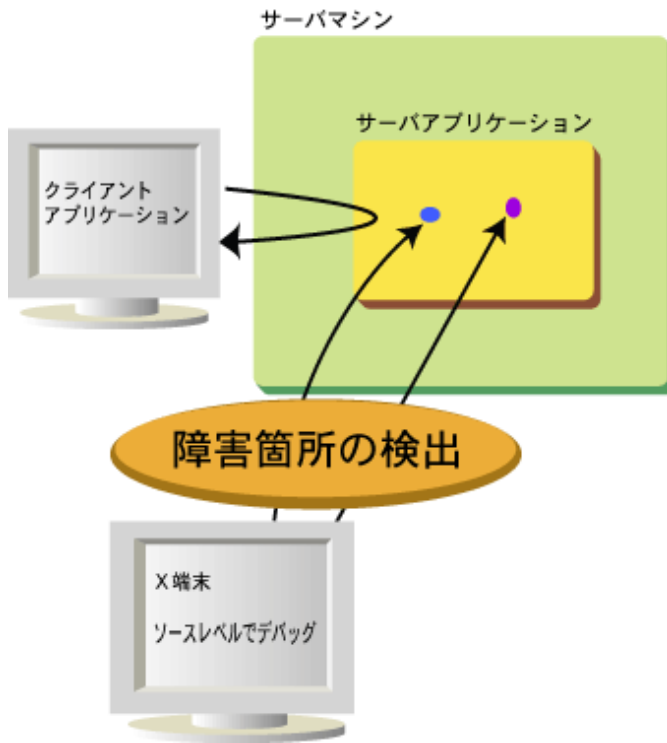 サーバマシン
サーバアプリケーション
クライアント
アプリケーション
障害箇所の検出
X端末
ソースレベルでデバッグ